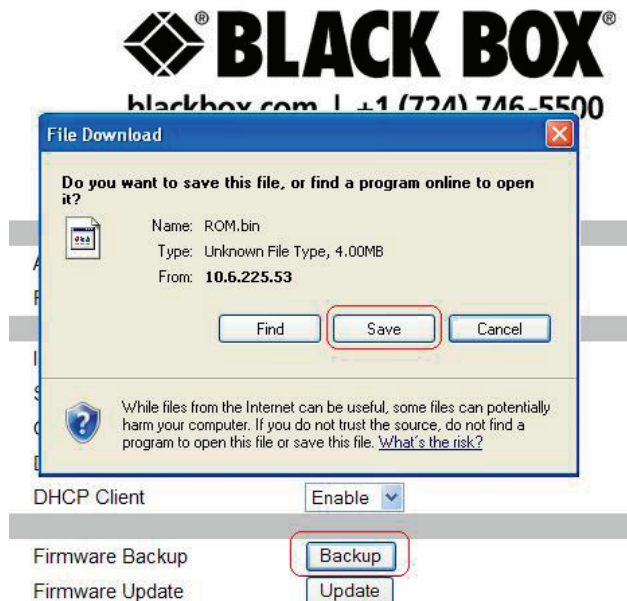 BLACK BOX®
blackbox.com | +1 (724) 746-5500
File Download
Do you want to save this file, or find a program online to open
it?
Name: ROM.bin
Type: Unknown File Type, 4.00MB
From: 10.6.225.53
Find Save Cancel
While files from the Internet can be useful, some files can potentially
harm your computer. If you do not trust the source, do not find a
program to open this file or save this file. What's the risk?
DHCP Client Enable
Firmware Backup Backup
Firmware Update Update